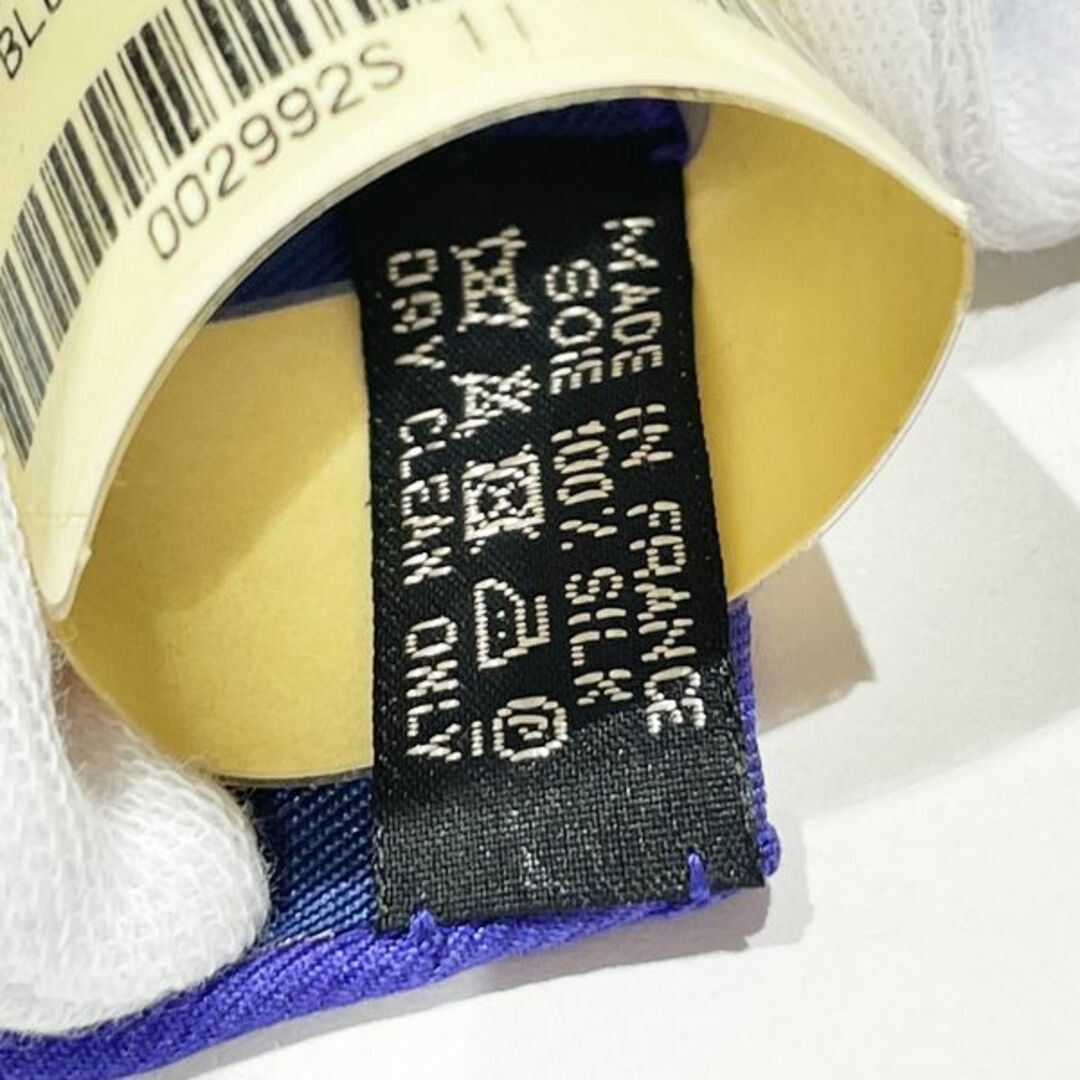 002992S 11
MADE IN FRANCE
SOIE 100% SILK
DRY CLEAN ONLY